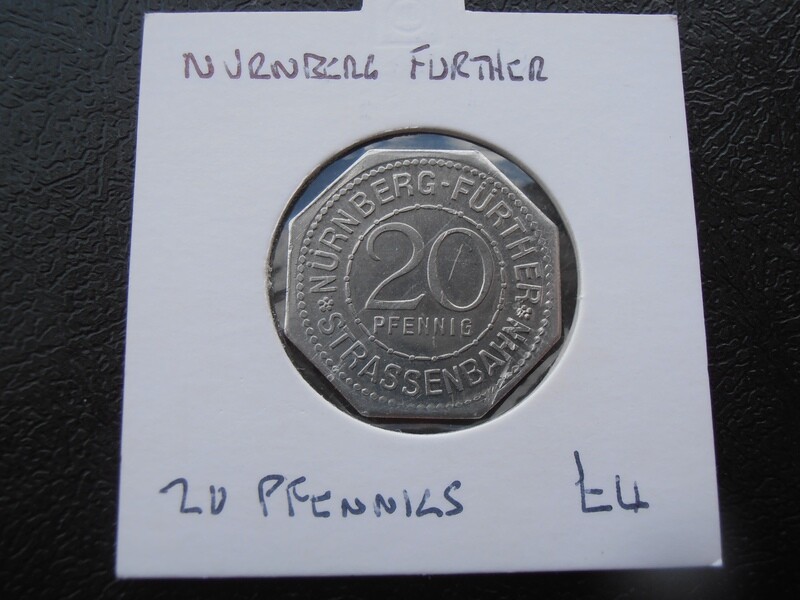 NURNBERG FURTHER
NÜRNBERG-FÜRTHER
20
PFENNIG
STRASSENBAHN
20 PFENNIGS £4